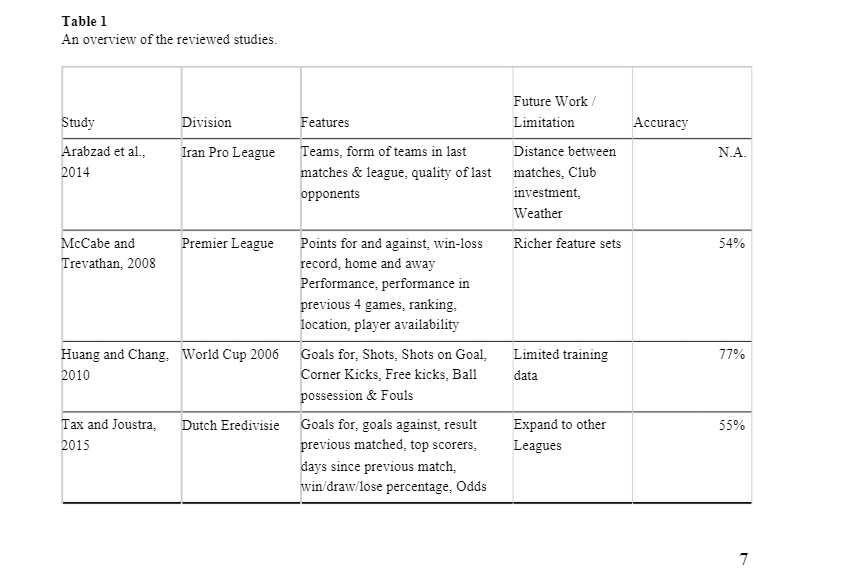 Table 1
An overview of the reviewed studies.
Study Division Features Future Work / Limitation Accuracy
Arabzad et al., 2014 Iran Pro League Teams, form of teams in last matches & league, quality of last opponents Distance between matches, Club investment, Weather N.A.
McCabe and Trevathan, 2008 Premier League Points for and against, win-loss record, home and away Performance, performance in previous 4 games, ranking, location, player availability Richer feature sets 54%
Huang and Chang, 2010 World Cup 2006 Goals for, Shots, Shots on Goal, Corner Kicks, Free kicks, Ball possession & Fouls Limited training data 77%
Tax and Joustra, 2015 Dutch Eredivisie Goals for, goals against, result previous matched, top scorers, days since previous match, win/draw/lose percentage, Odds Expand to other Leagues 55%
7